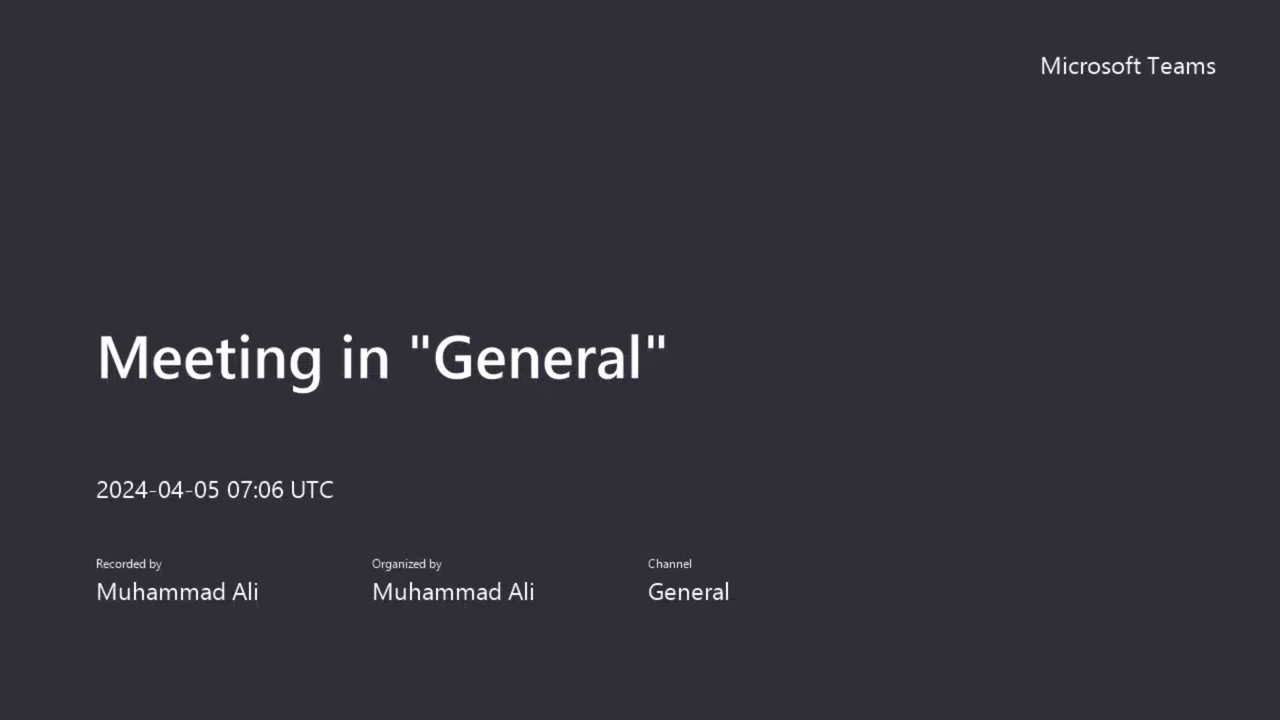 Microsoft Teams
Meeting in "General"
2024-04-05 07:06 UTC
Recorded by
Muhammad Ali
Organized by
Muhammad Ali
Channel
General